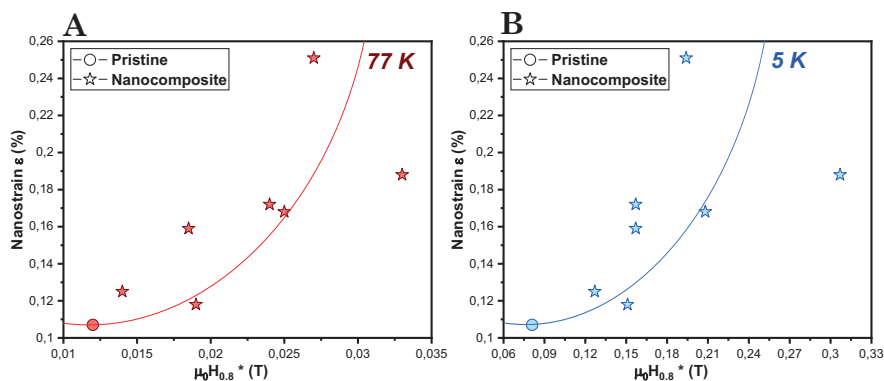 A
Pristine
Nanocomposite
77 K
Nanostrain ε (%)
0,26
0,24
0,22
0,2
0,18
0,16
0,14
0,12
0,1
0,01
0,015
0,02
0,025
0,03
0,035
μ₀H₀.₈ * (T)
B
Pristine
Nanocomposite
5 K
Nanostrain ε (%)
0,26
0,24
0,22
0,2
0,18
0,16
0,14
0,12
0,1
0,06
0,09
0,12
0,15
0,18
0,21
0,24
0,27
0,3
0,33
μ₀H₀.₈ * (T)